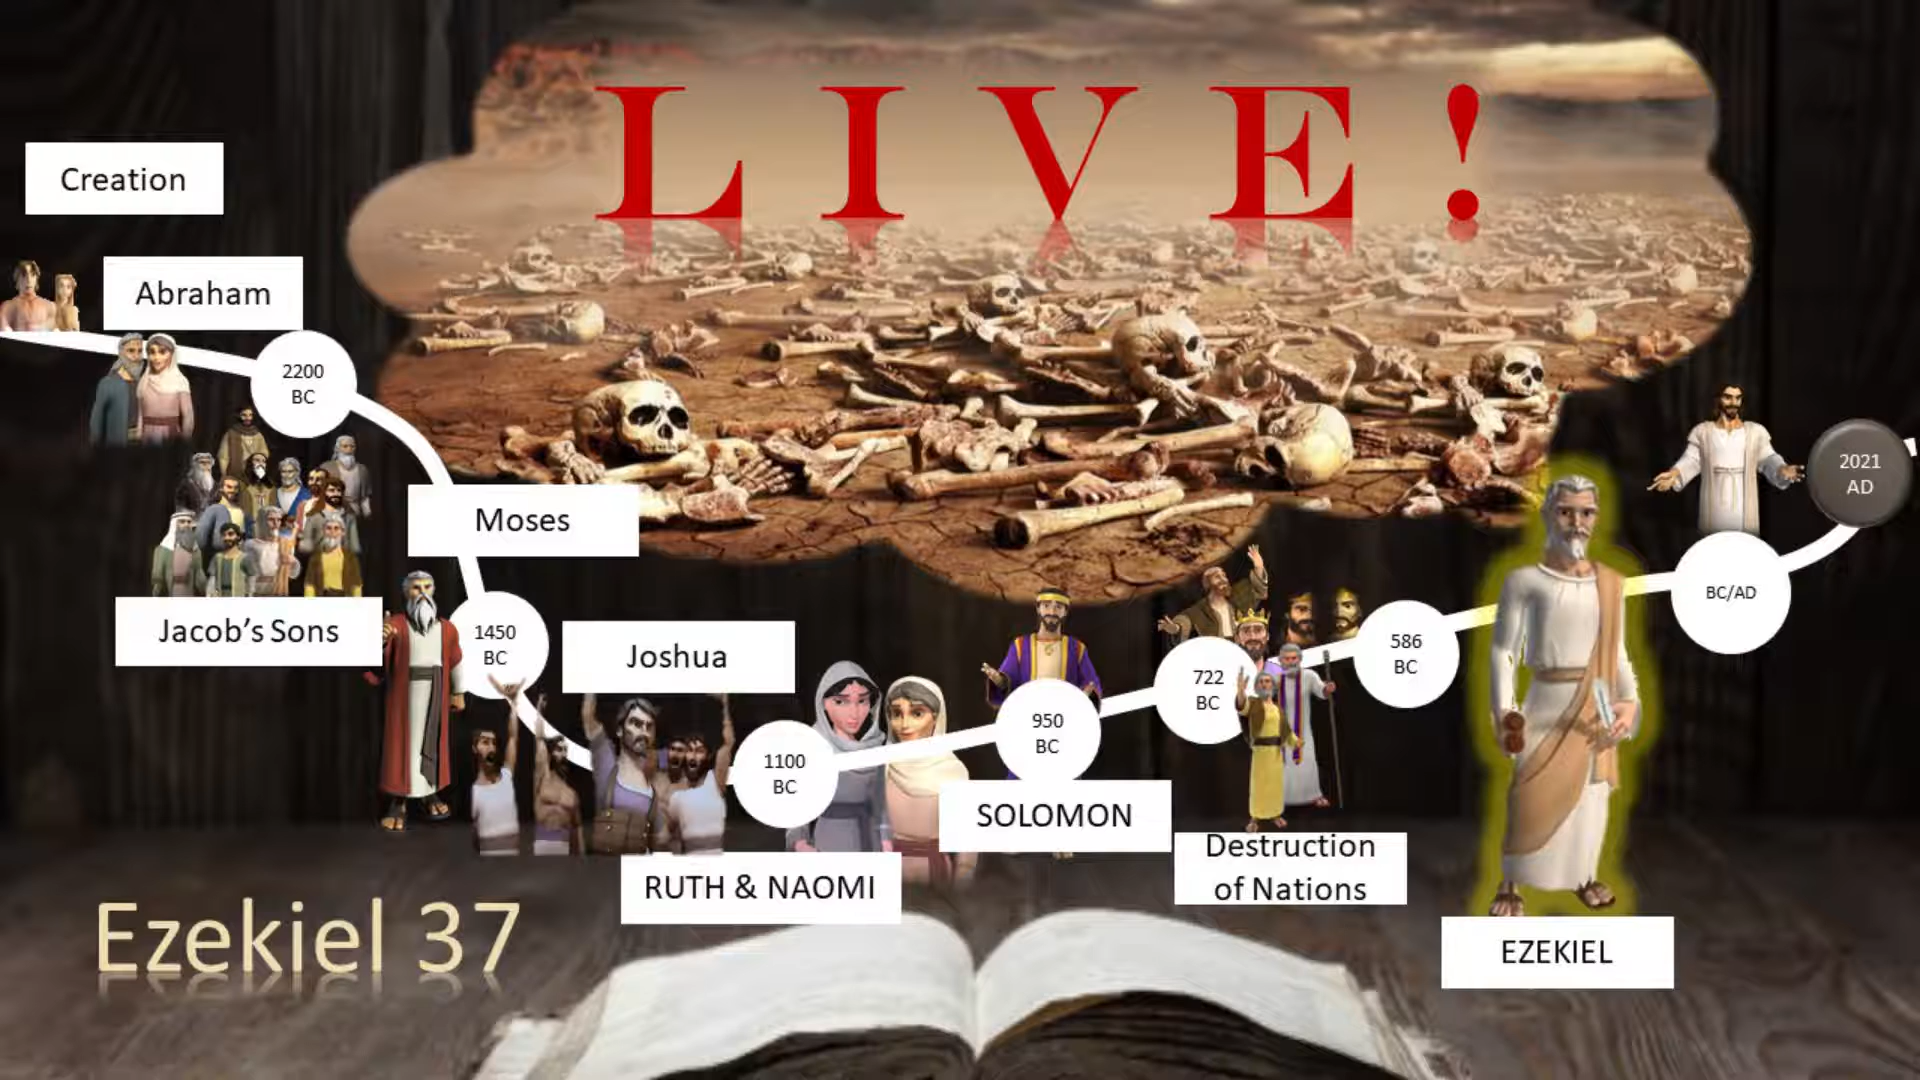 LIVE!
Creation
Abraham
2200
BC
Moses
2021
AD
BC/AD
Jacob's Sons
1450
BC
Joshua
586
BC
722
BC
950
BC
1100
BC
SOLOMON
Destruction
of Nations
RUTH & NAOMI
Ezekiel 37
EZEKIEL